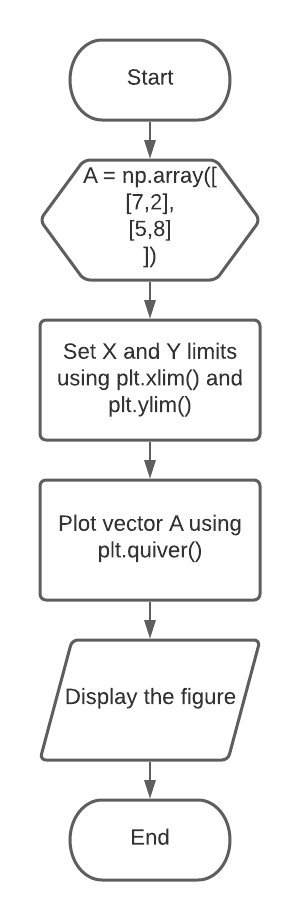 Start
A = np.array([
[7,2],
[5,8]
])
Set X and Y limits
using plt.xlim() and
plt.ylim()
Plot vector A using
plt.quiver()
Display the figure
End